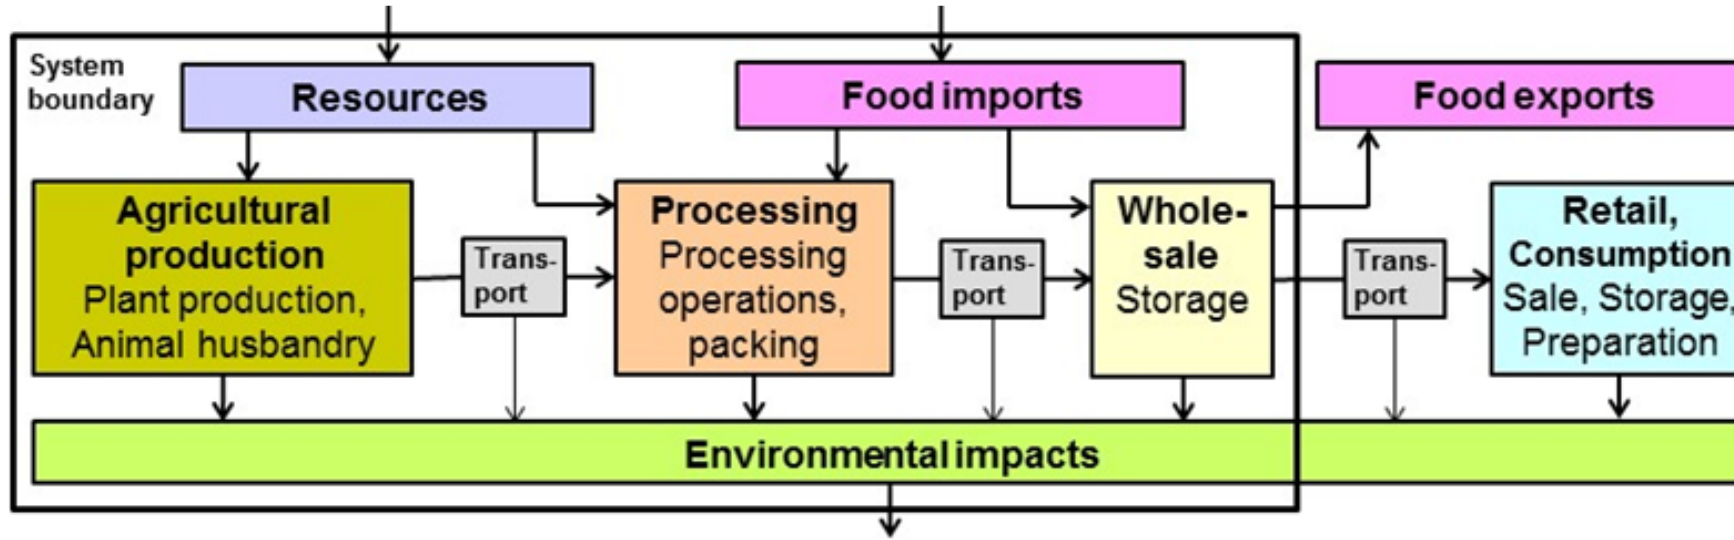 System
boundary
Resources
Food imports
Food exports
Agricultural
production
Plant production,
Animal husbandry
Trans-
port
Processing
Processing
operations,
packing
Trans-
port
Whole-
sale
Storage
Trans-
port
Retail,
Consumption
Sale, Storage,
Preparation
Environmental impacts